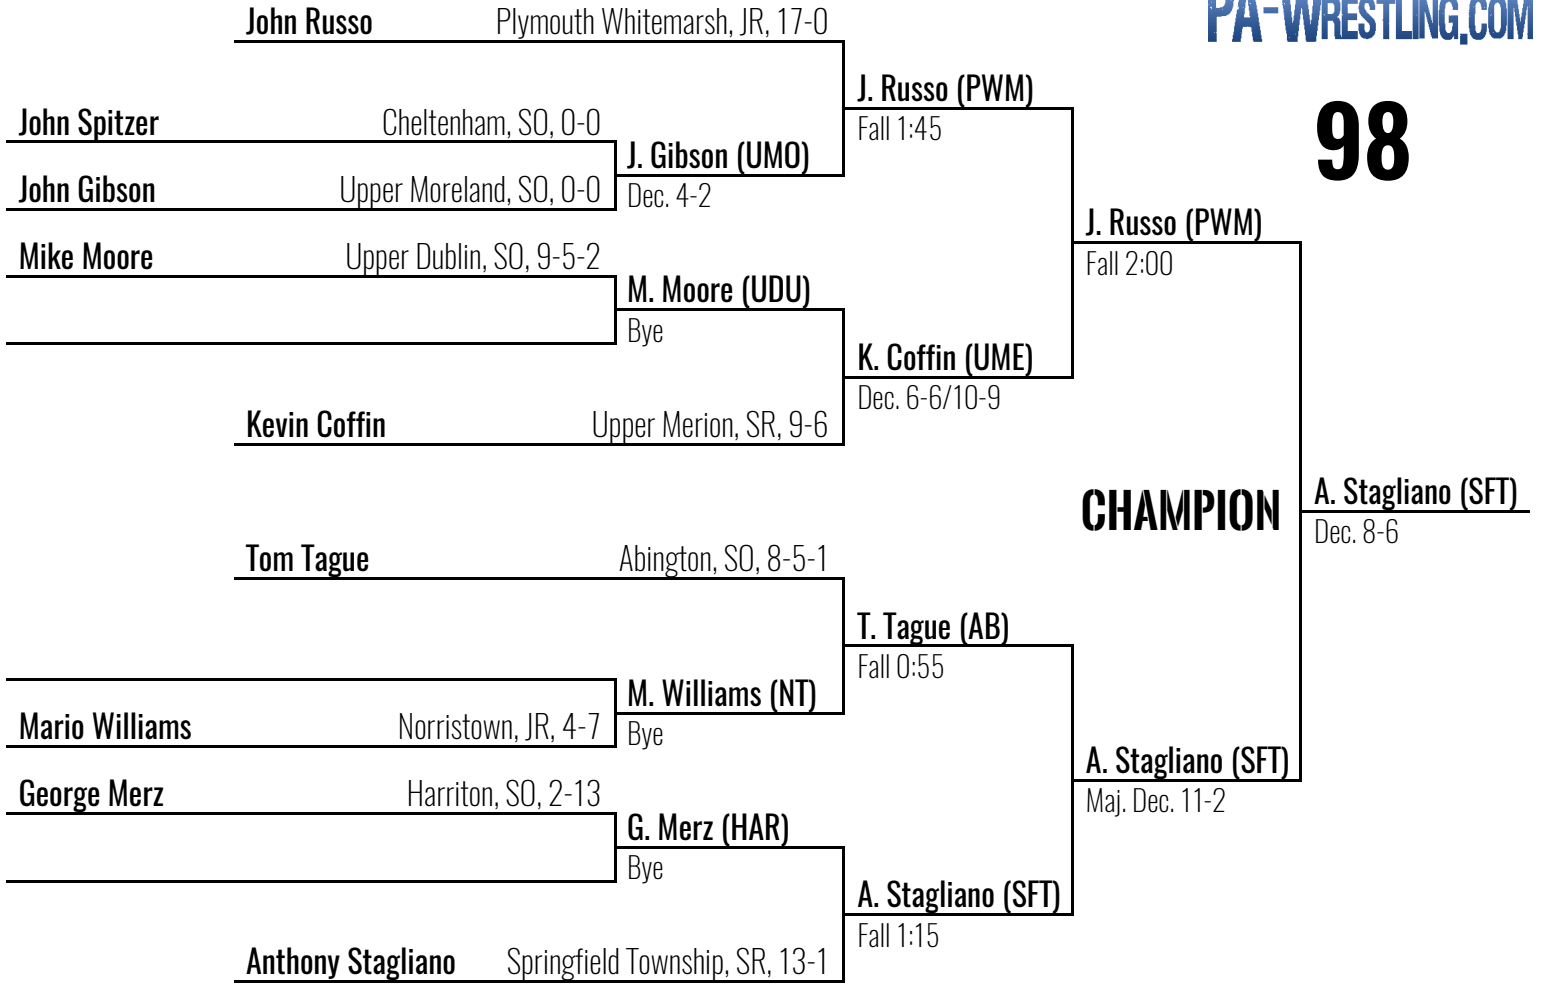 PA-WRESTLING.COM
98
John Russo Plymouth Whitemarsh, JR, 17-0
J. Russo (PWM)
Fall 1:45
John Spitzer Cheltenham, SO, 0-0
J. Gibson (UMO)
Dec. 4-2
John Gibson Upper Moreland, SO, 0-0
J. Russo (PWM)
Fall 2:00
Mike Moore Upper Dublin, SO, 9-5-2
M. Moore (UDU)
Bye
K. Coffin (UME)
Dec. 6-6/10-9
Kevin Coffin Upper Merion, SR, 9-6
CHAMPION
A. Stagliano (SFT)
Dec. 8-6
Tom Tague Abington, SO, 8-5-1
T. Tague (AB)
Fall 0:55
M. Williams (NT)
Bye
Mario Williams Norristown, JR, 4-7
A. Stagliano (SFT)
Maj. Dec. 11-2
George Merz Harriton, SO, 2-13
G. Merz (HAR)
Bye
A. Stagliano (SFT)
Fall 1:15
Anthony Stagliano Springfield Township, SR, 13-1